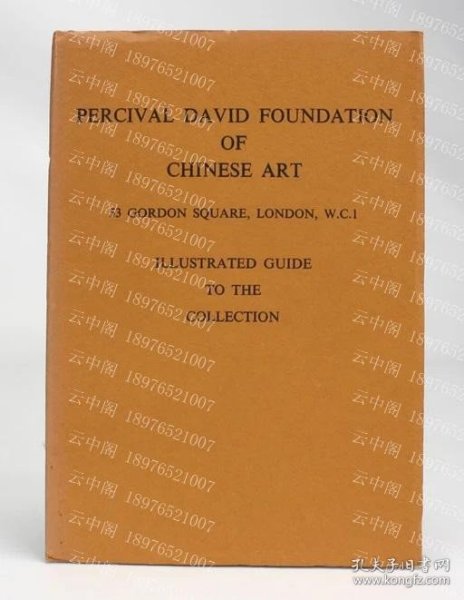 PERCIVAL DAVID FOUNDATION
OF
CHINESE ART
53 GORDON SQUARE, LONDON, W.C.1
ILLUSTRATED GUIDE
TO THE
COLLECTION
云中阁 18976521007
孔夫子旧书网
www.kongfz.com